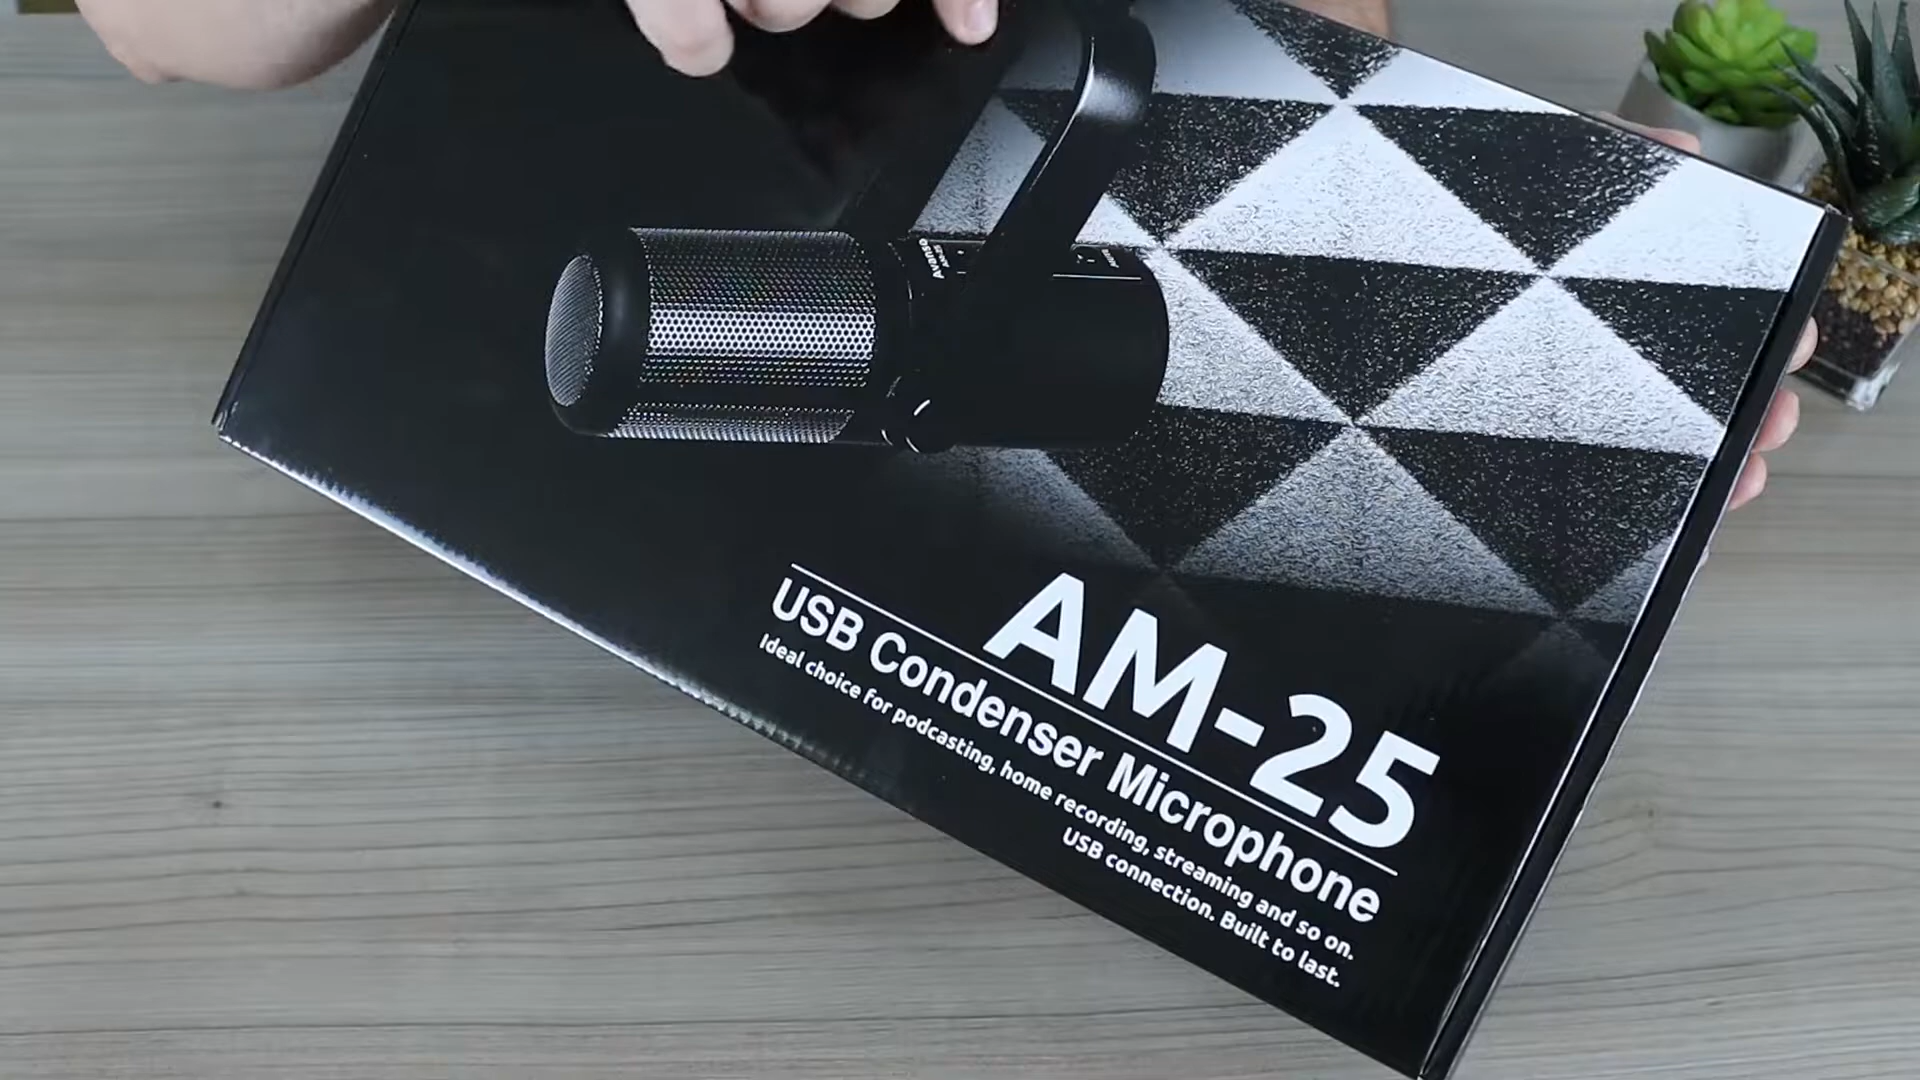 AM-25
USB Condenser Microphone
Ideal choice for podcasting, home recording, streaming and so on.
USB connection. Built to last.